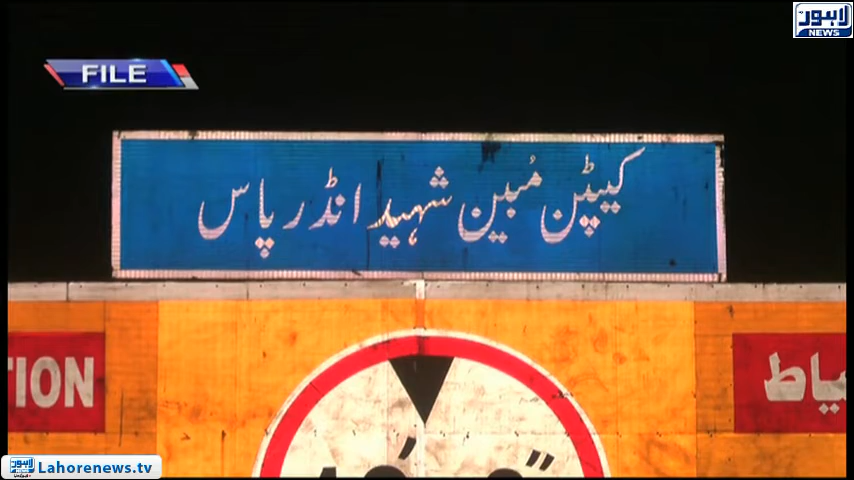 لاہور
NEWS
FILE
کیپٹن مُبین شہید انڈر پاس
TION
یاط
Lahorenews.tv